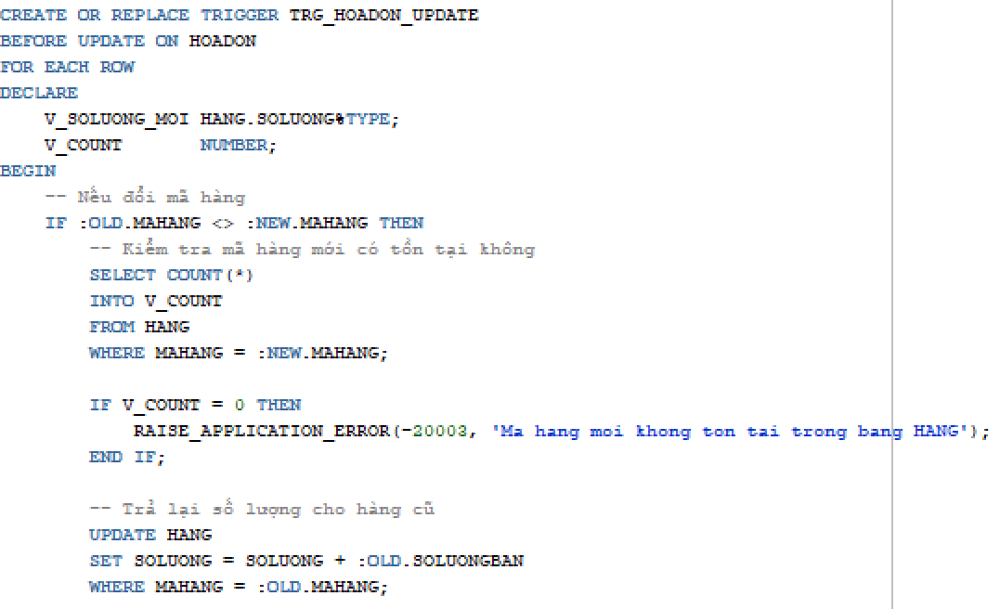 CREATE OR REPLACE TRIGGER TRG_HOADON_UPDATE
BEFORE UPDATE ON HOADON
FOR EACH ROW
DECLARE
    V_SOLUONG_MOI HANG.SOLUONG%TYPE;
    V_COUNT       NUMBER;
BEGIN
    -- Nếu đổi mã hàng
    IF :OLD.MAHANG <> :NEW.MAHANG THEN
        -- Kiểm tra mã hàng mới có tồn tại không
        SELECT COUNT(*)
        INTO V_COUNT
        FROM HANG
        WHERE MAHANG = :NEW.MAHANG;
        IF V_COUNT = 0 THEN
            RAISE_APPLICATION_ERROR(-20003, 'Ma hang moi khong ton tai trong bang HANG');
        END IF;
        -- Trả lại số lượng cho hàng cũ
        UPDATE HANG
        SET SOLUONG = SOLUONG + :OLD.SOLUONGBAN
        WHERE MAHANG = :OLD.MAHANG;